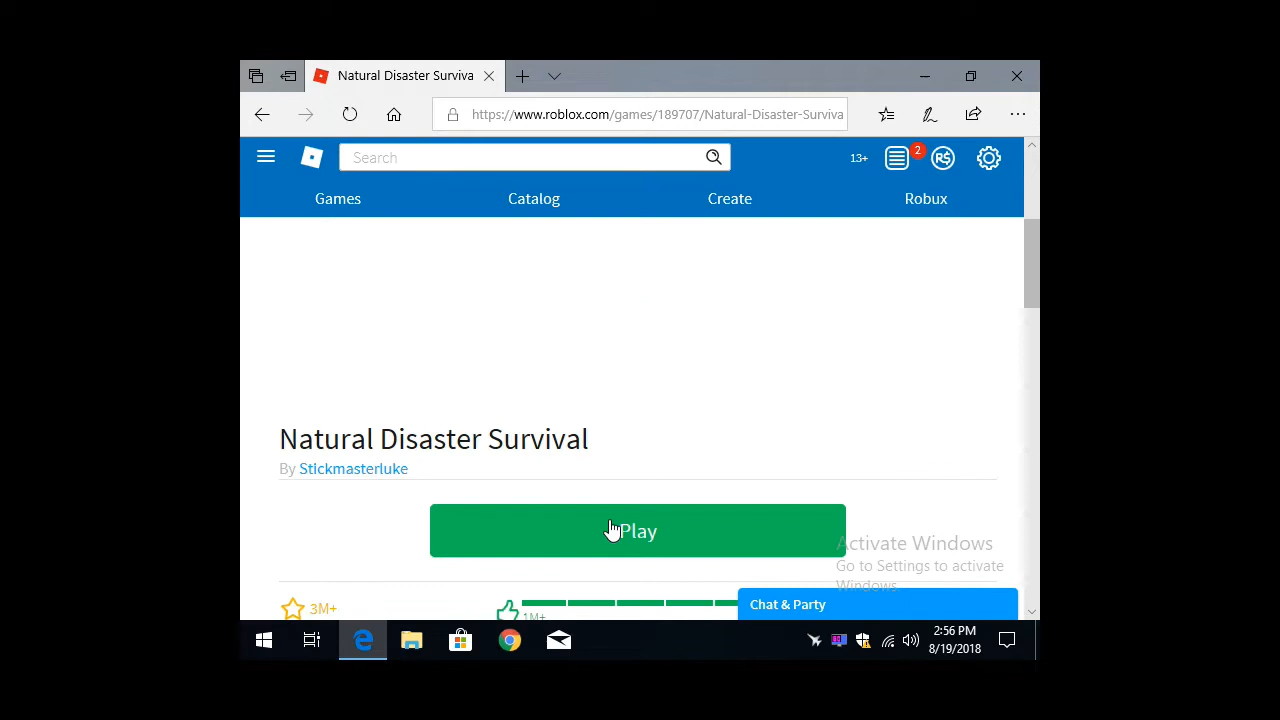 Natural Disaster Surviva
https://www.roblox.com/games/189707/Natural-Disaster-Surviva
Search
13+
2
R$
Games Catalog Create Robux
Natural Disaster Survival
By Stickmasterluke
Play
Activate Windows
Go to Settings to activate
Windows.
3M+
1M+
Chat & Party
2:56 PM
8/19/2018